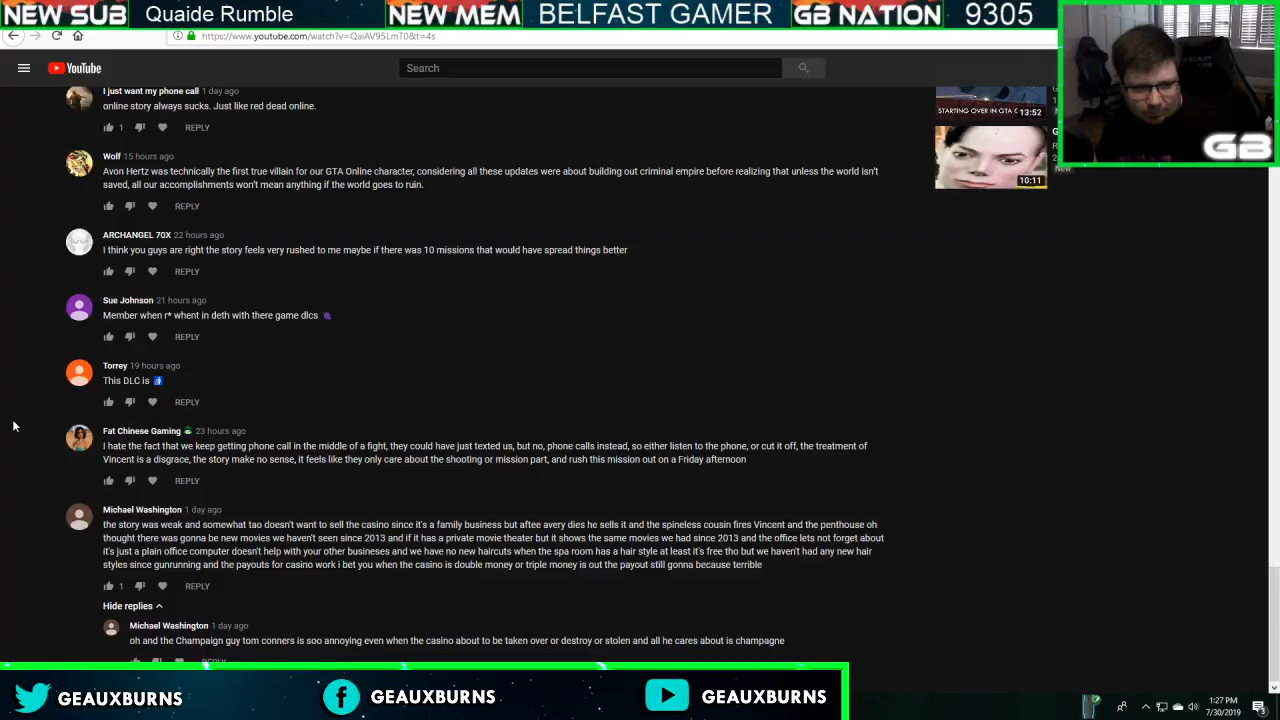 NEW SUB Quaide Rumble NEW MEM BELFAST GAMER GB NATION 9305
https://www.youtube.com/watch?v=QaiAV95LmT0&t=4s
YouTube
Search
I just want my phone call 1 day ago
online story always sucks. Just like red dead online.
1 REPLY
STARTING OVER IN GTA
13:52
Wolf 15 hours ago
Avon Hertz was technically the first true villain for our GTA Online character, considering all these updates were about building out criminal empire before realizing that unless the world isn't
saved, all our accomplishments won't mean anything if the world goes to ruin.
REPLY
10:11
New
GB
ARCHANGEL 70X 22 hours ago
I think you guys are right the story feels very rushed to me maybe if there was 10 missions that would have spread things better
REPLY
Sue Johnson 21 hours ago
Member when r* whent in deth with there game dlcs
REPLY
Torrey 19 hours ago
This DLC is
REPLY
Fat Chinese Gaming 23 hours ago
I hate the fact that we keep getting phone call in the middle of a fight, they could have just texted us, but no, phone calls instead, so either listen to the phone, or cut it off, the treatment of
Vincent is a disgrace, the story make no sense, it feels like they only care about the shooting or mission part, and rush this mission out on a Friday afternoon
REPLY
Michael Washington 1 day ago
the story was weak and somewhat tao doesn't want to sell the casino since it's a family business but aftee avery dies he sells it and the spineless cousin fires Vincent and the penthouse oh
thought there was gonna be new movies we haven't seen since 2013 and if it has a private movie theater but it shows the same movies we had since 2013 and the office lets not forget about
it's just a plain office computer doesn't help with your other businesses and we have no new haircuts when the spa room has a hair style at least it's free tho but we haven't had any new hair
styles since gunrunning and the payouts for casino work i bet you when the casino is double money or triple money is out the payout still gonna because terrible
1 REPLY
Hide replies
Michael Washington 1 day ago
oh and the Champaign guy tom conners is soo annoying even when the casino about to be taken over or destroy or stolen and all he cares about is champagne
REPLY
GEAUXBURNS GEAUXBURNS GEAUXBURNS
1:27 PM
7/30/2019